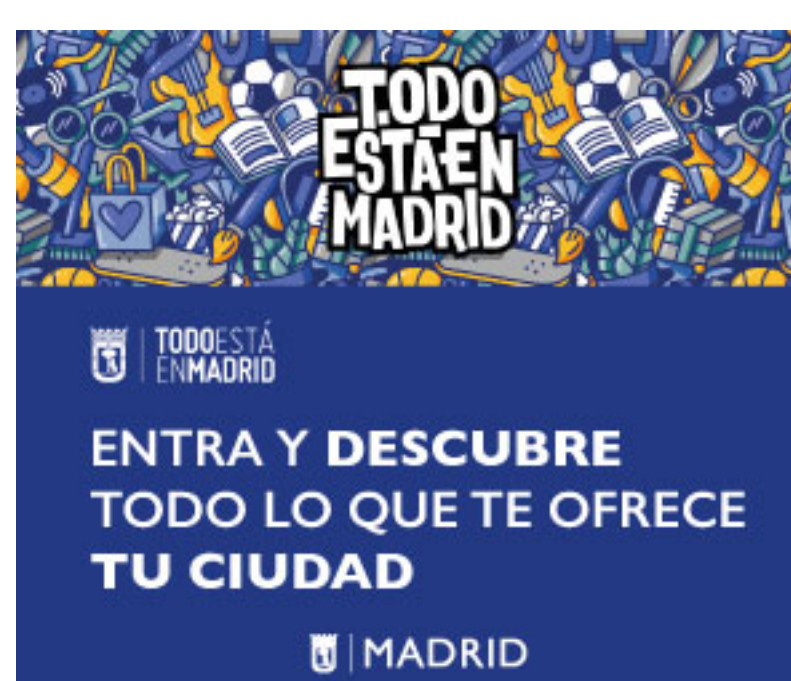 TODO
ESTÁ EN
MADRID
TODOESTÁ
ENMADRID
ENTRA Y DESCUBRE
TODO LO QUE TE OFRECE
TU CIUDAD
MADRID